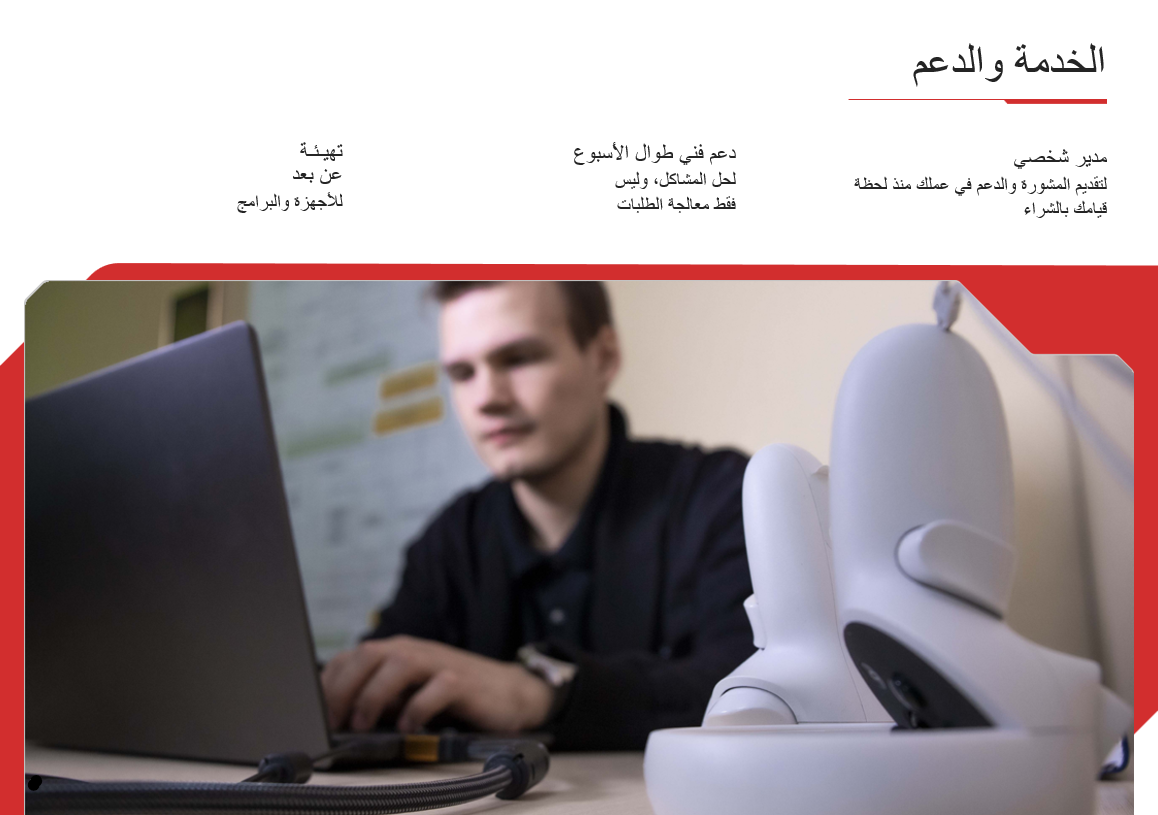 الخدمة والدعم
مدير شخصي
لتقديم المشورة والدعم في عملك منذ لحظة
قيامك بالشراء
دعم فني طوال الأسبوع
لحل المشاكل، وليس
فقط معالجة الطلبات
تهيئة
عن بعد
للأجهزة والبرامج